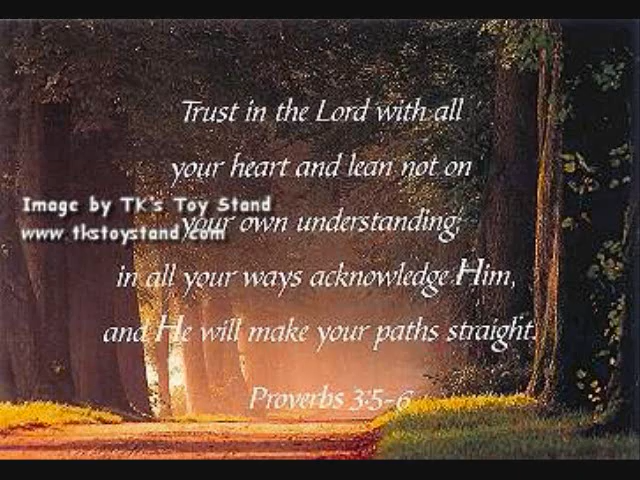 Trust in the Lord with all
your heart and lean not on
Image by TK's Toy Stand
your own understanding;
www.tkstoystand.com
in all your ways acknowledge Him,
and He will make your paths straight.
Proverbs 3:5-6